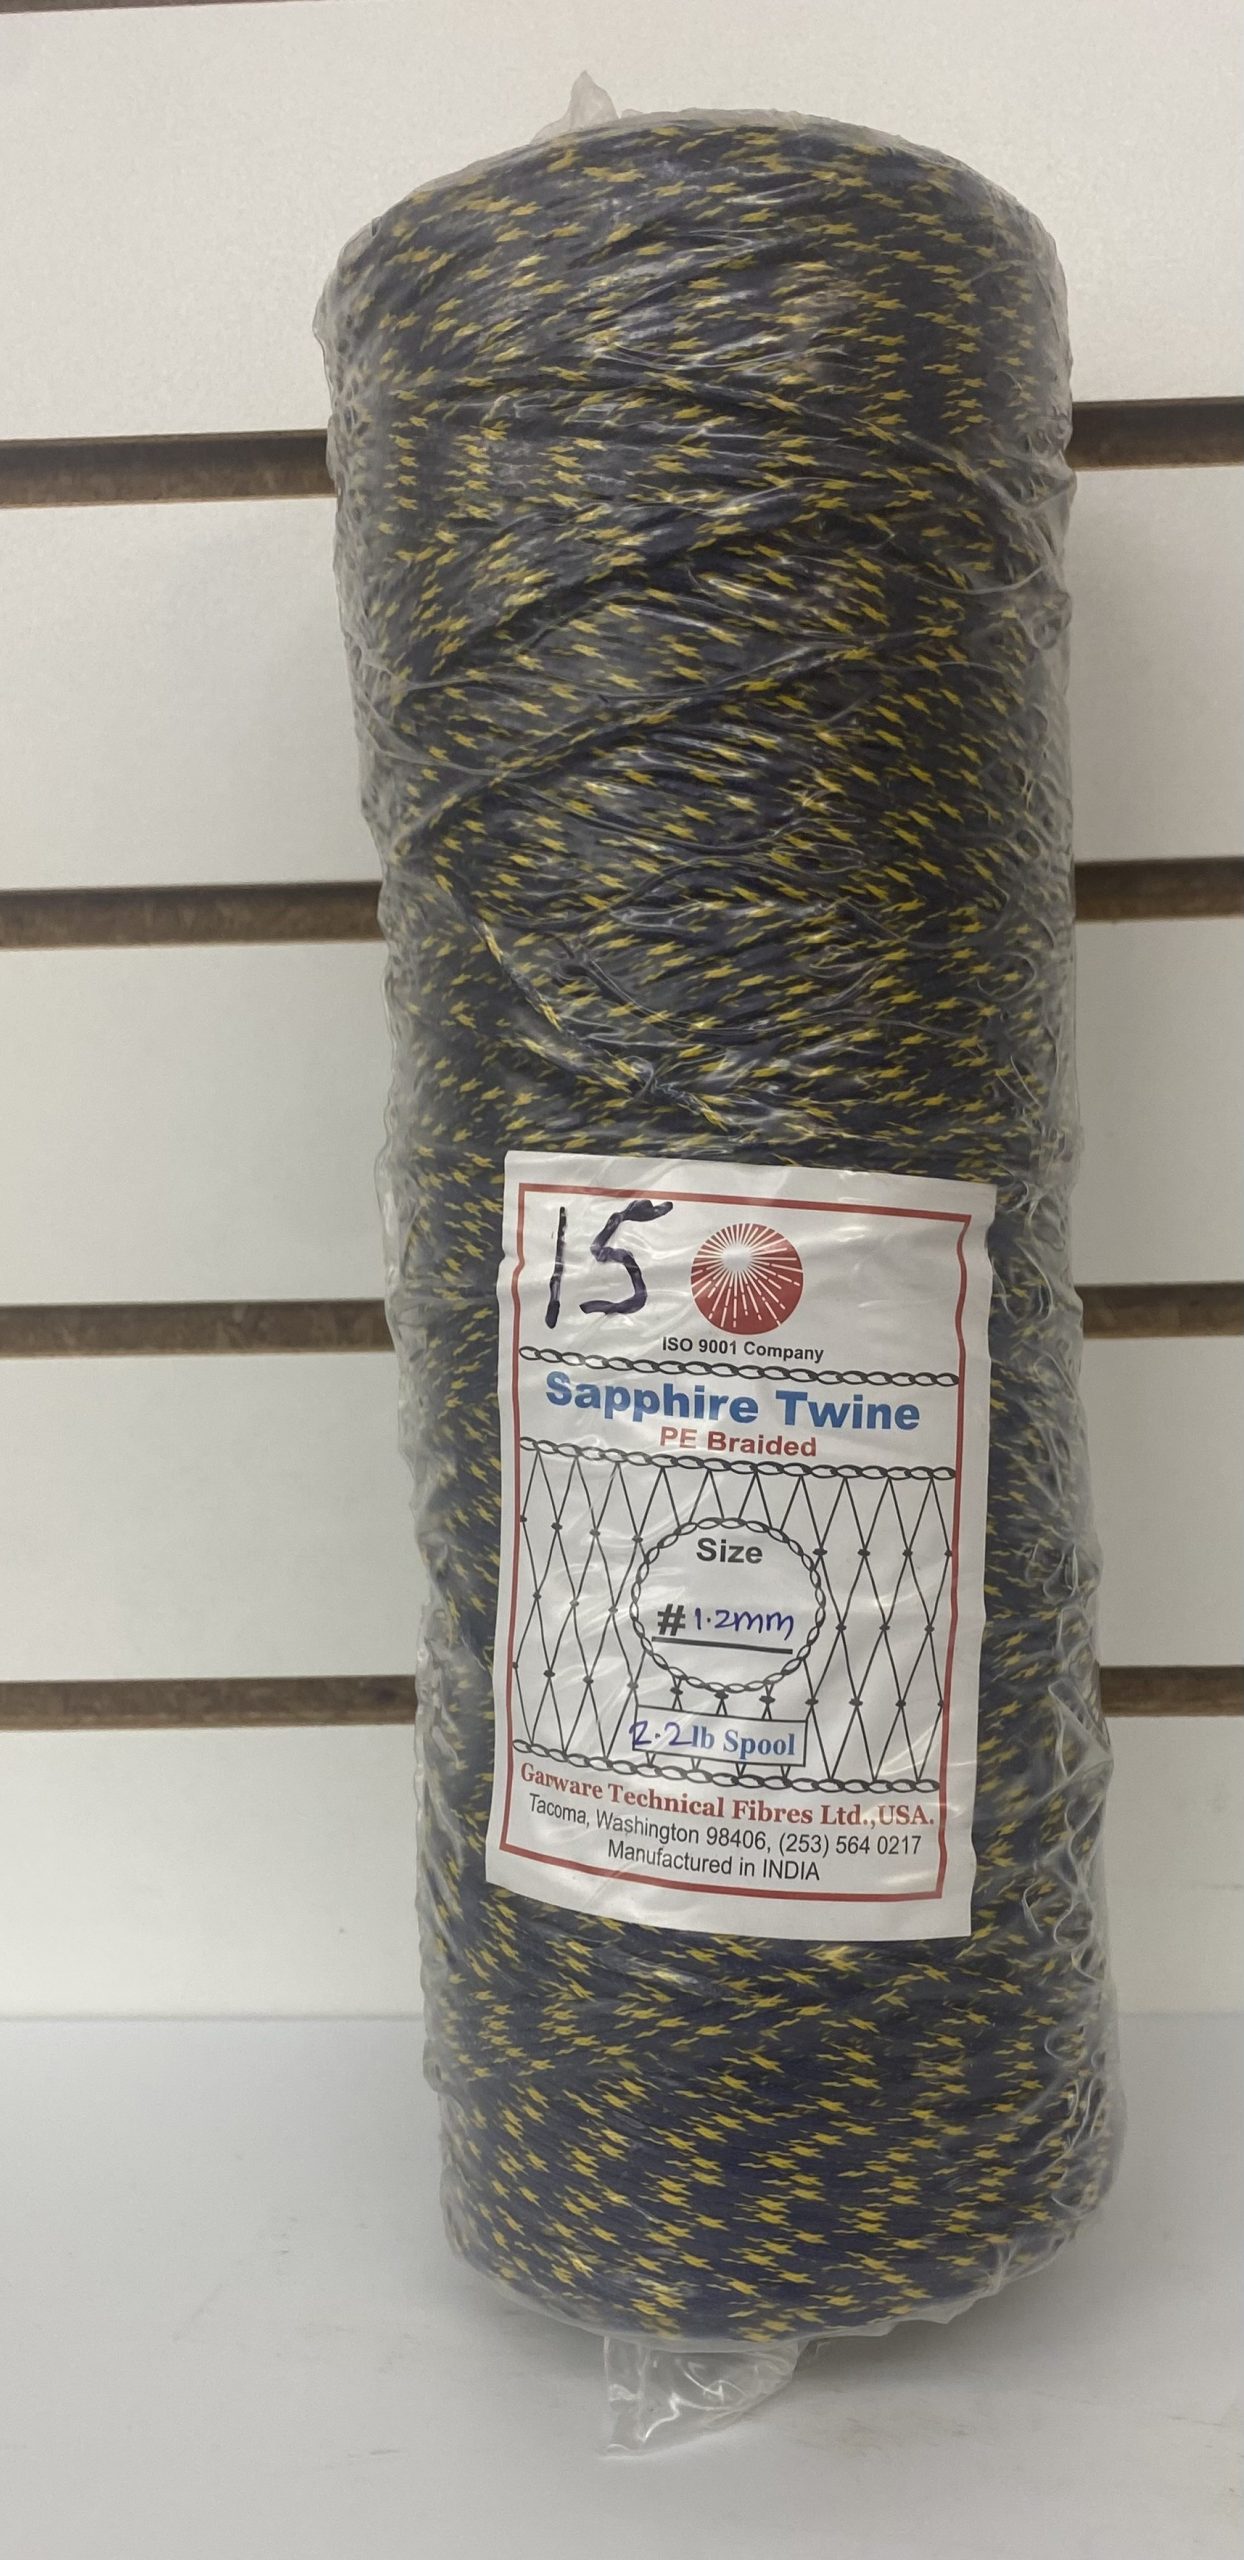 15
ISO 9001 Company
Sapphire Twine
PE Braided
Size
#1.2mm
2.2lb Spool
Garware Technical Fibres Ltd., USA.
Tacoma, Washington 98406, (253) 564 0217
Manufactured in INDIA